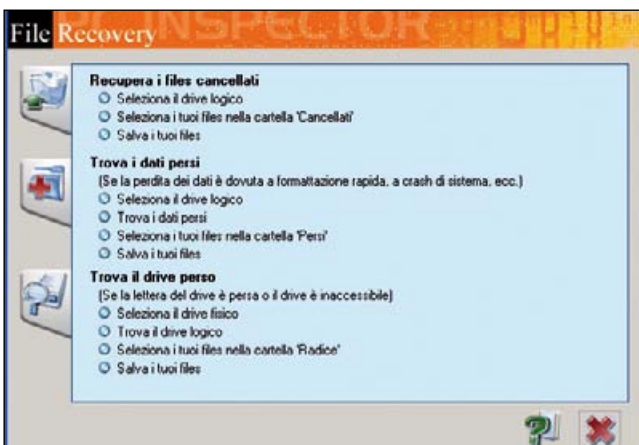 PC INSPECTOR
File Recovery
Recupera i files cancellati
Seleziona il drive logico
Seleziona i tuoi files nella cartella 'Cancellati'
Salva i tuoi files
Trova i dati persi
(Se la perdita dei dati è dovuta a formattazione rapida, a crash di sistema, ecc.)
Seleziona il drive logico
Trova i dati persi
Seleziona i tuoi files nella cartella 'Persi'
Salva i tuoi files
Trova il drive perso
(Se la lettera del drive è persa o il drive è inaccessibile)
Seleziona il drive fisico
Trova il drive logico
Seleziona i tuoi files nella cartella 'Radice'
Salva i tuoi files